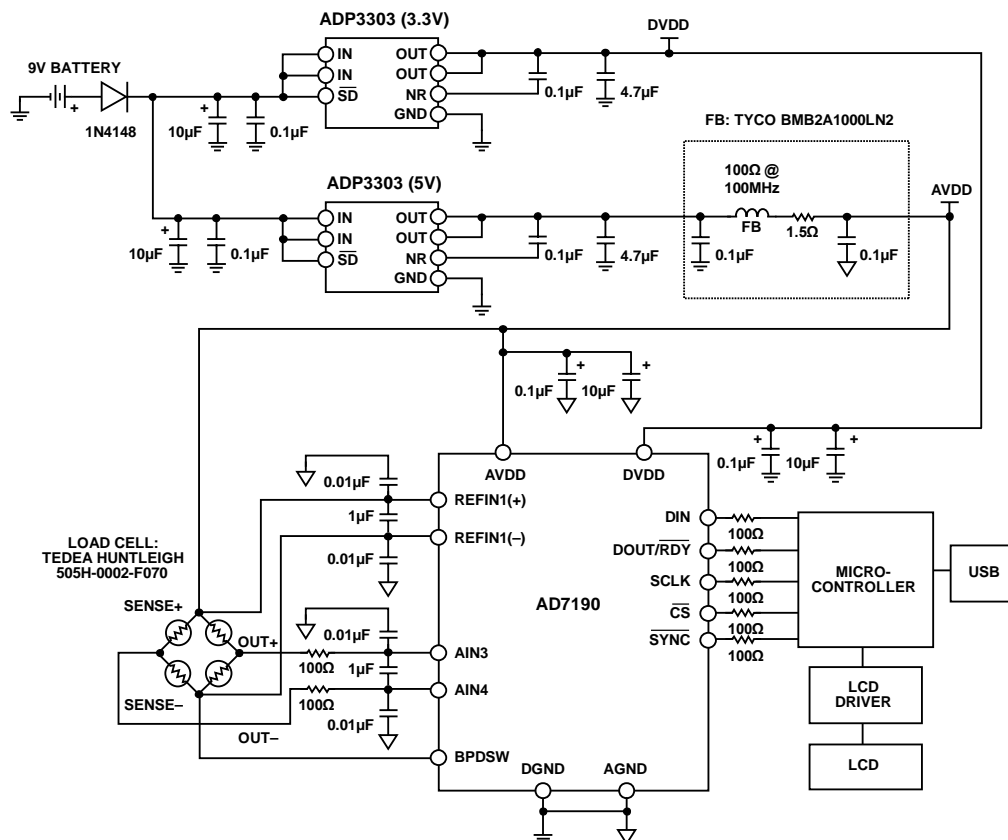 ADP3303 (3.3V)
9V BATTERY
+
1N4148
+
10µF
0.1µF
IN
IN
SD
OUT
OUT
NR
GND
0.1µF
4.7µF
DVDD
FB: TYCO BMB2A1000LN2
ADP3303 (5V)
+
10µF
0.1µF
IN
IN
SD
OUT
OUT
NR
GND
0.1µF
4.7µF
100Ω @
100MHz
FB
1.5Ω
0.1µF
0.1µF
AVDD
0.1µF
+
10µF
+
+
0.1µF
10µF
+
AVDD
DVDD
0.01µF
REFIN1(+)
1µF
REFIN1(–)
0.01µF
LOAD CELL:
TEDEA HUNTLEIGH
505H-0002-F070
SENSE+
OUT+
SENSE–
OUT–
0.01µF
100Ω
AIN3
1µF
100Ω
AIN4
0.01µF
BPDSW
AD7190
DIN
100Ω
DOUT/RDY
100Ω
SCLK
100Ω
CS
100Ω
SYNC
100Ω
DGND
AGND
MICRO-
CONTROLLER
USB
LCD
DRIVER
LCD